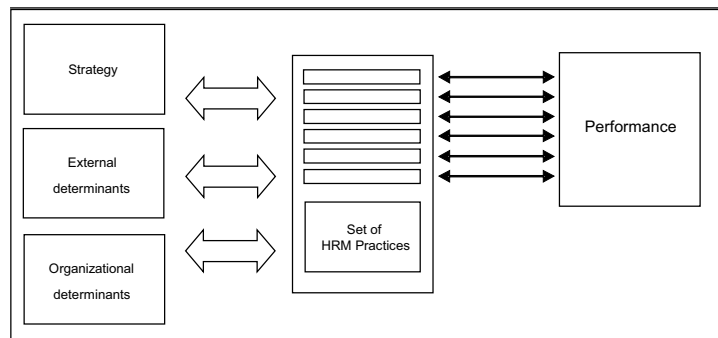 Strategy
External
determinants
Organizational
determinants
Set of
HRM Practices
Performance